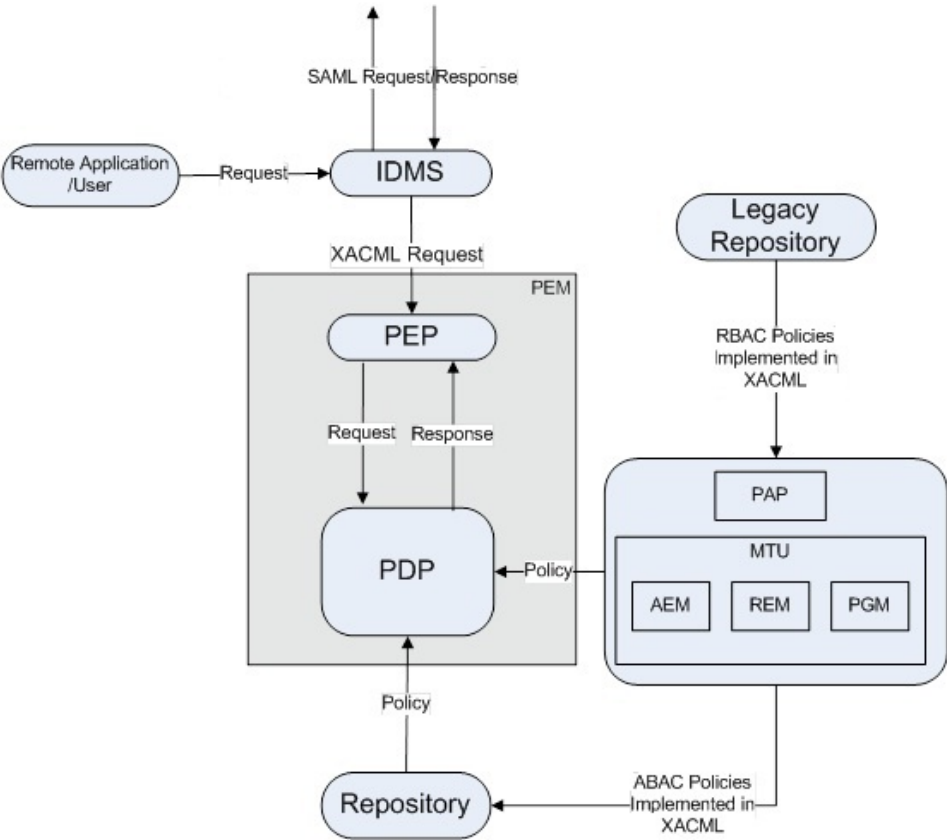 SAML Request/Response
Remote Application
/User
Request
IDMS
Legacy
Repository
XACML Request
PEM
PEP
RBAC Policies
Implemented in
XACML
Request
Response
PAP
MTU
PDP
Policy
AEM
REM
PGM
Policy
Repository
ABAC Policies
Implemented in
XACML